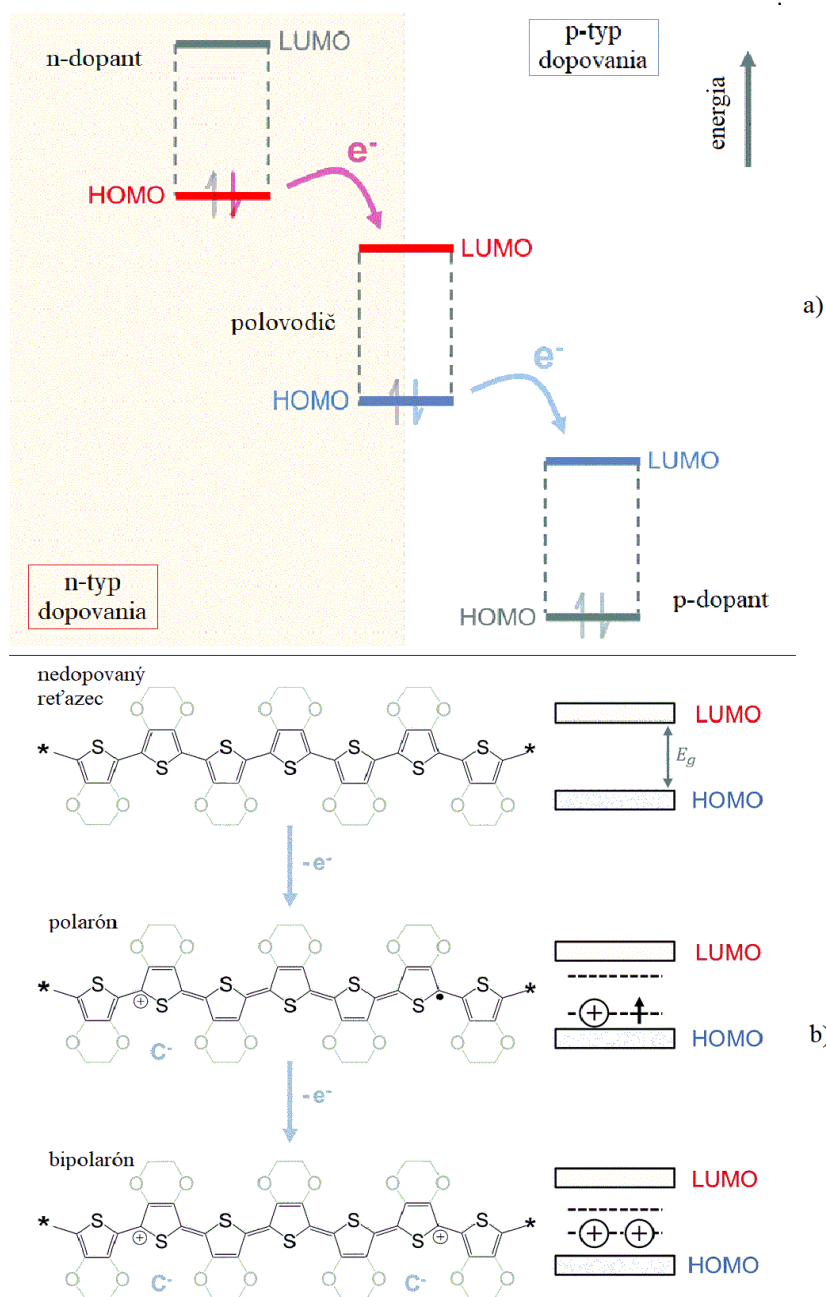 n-dopant
LUMO
p-typ
dopovania
energia
HOMO
e-
LUMO
polovodič
a)
HOMO
e-
LUMO
n-typ
dopovania
HOMO
p-dopant
nedopovaný
reťazec
O O O O O O
* S S S S S S S *
O O O O O O O O
LUMO
Eg
HOMO
-e-
polarón
O O O O O O
* S S S S S S S *
+
O O O O O O O O
C-
LUMO
+
HOMO
b)
-e-
bipolarón
O O O O O O
* S S S S S S S *
+ +
O O O O O O O O
C- C-
LUMO
+ +
HOMO